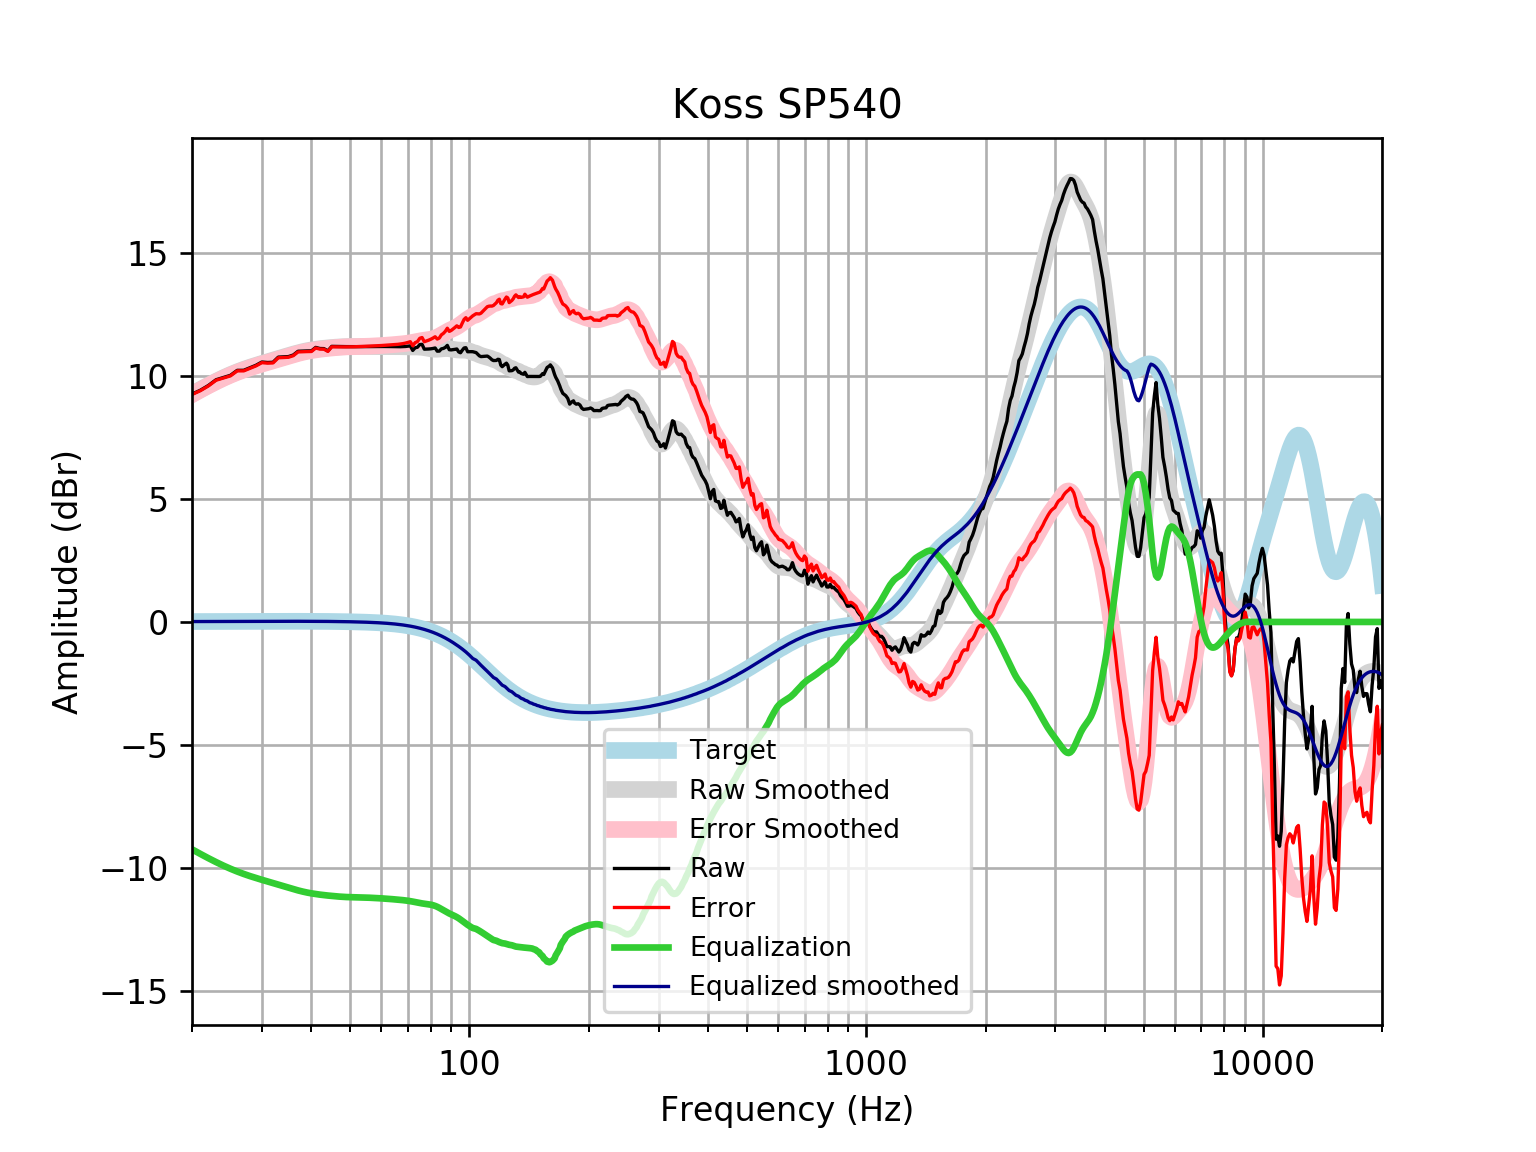 Koss SP540
15
10
5
0
−5
−10
−15
Amplitude (dBr)
Target
Raw Smoothed
Error Smoothed
Raw
Error
Equalization
Equalized smoothed
100
1000
10000
Frequency (Hz)